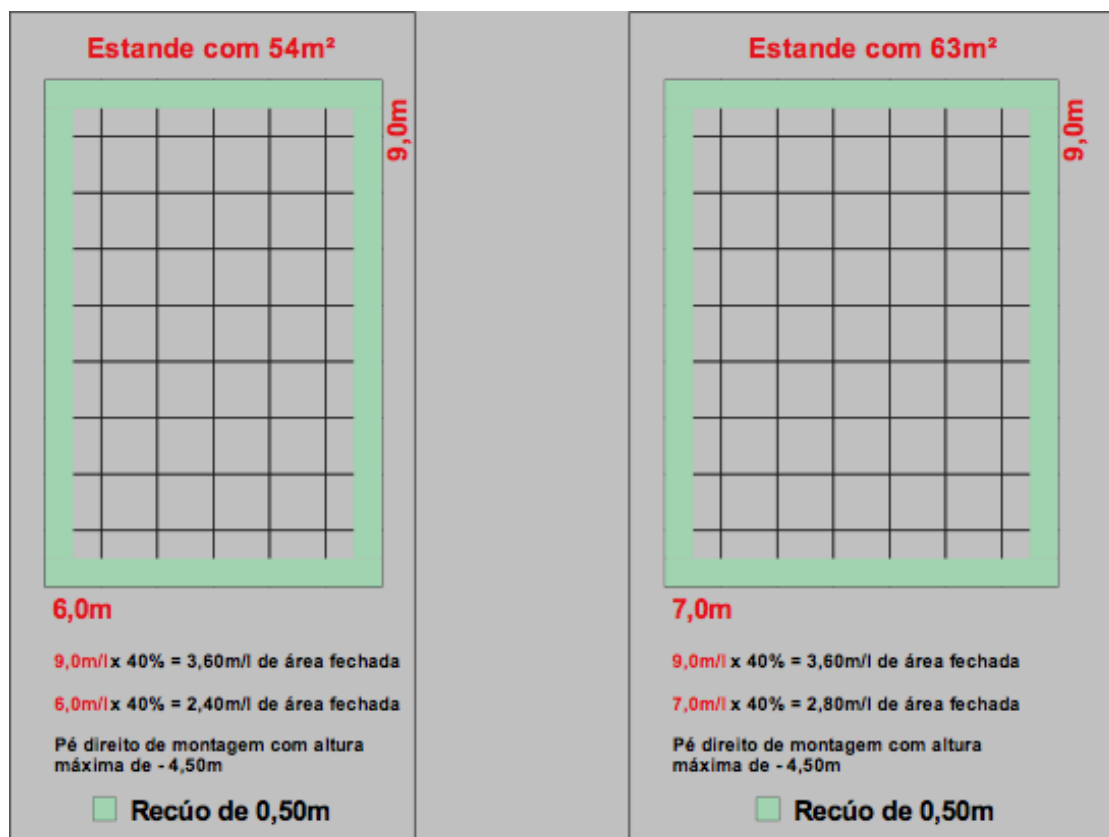 Estande com 54m²
9,0m
6,0m
9,0m/l x 40% = 3,60m/l de área fechada
6,0m/l x 40% = 2,40m/l de área fechada
Pé direito de montagem com altura
máxima de - 4,50m
Recúo de 0,50m
Estande com 63m²
9,0m
7,0m
9,0m/l x 40% = 3,60m/l de área fechada
7,0m/l x 40% = 2,80m/l de área fechada
Pé direito de montagem com altura
máxima de - 4,50m
Recúo de 0,50m